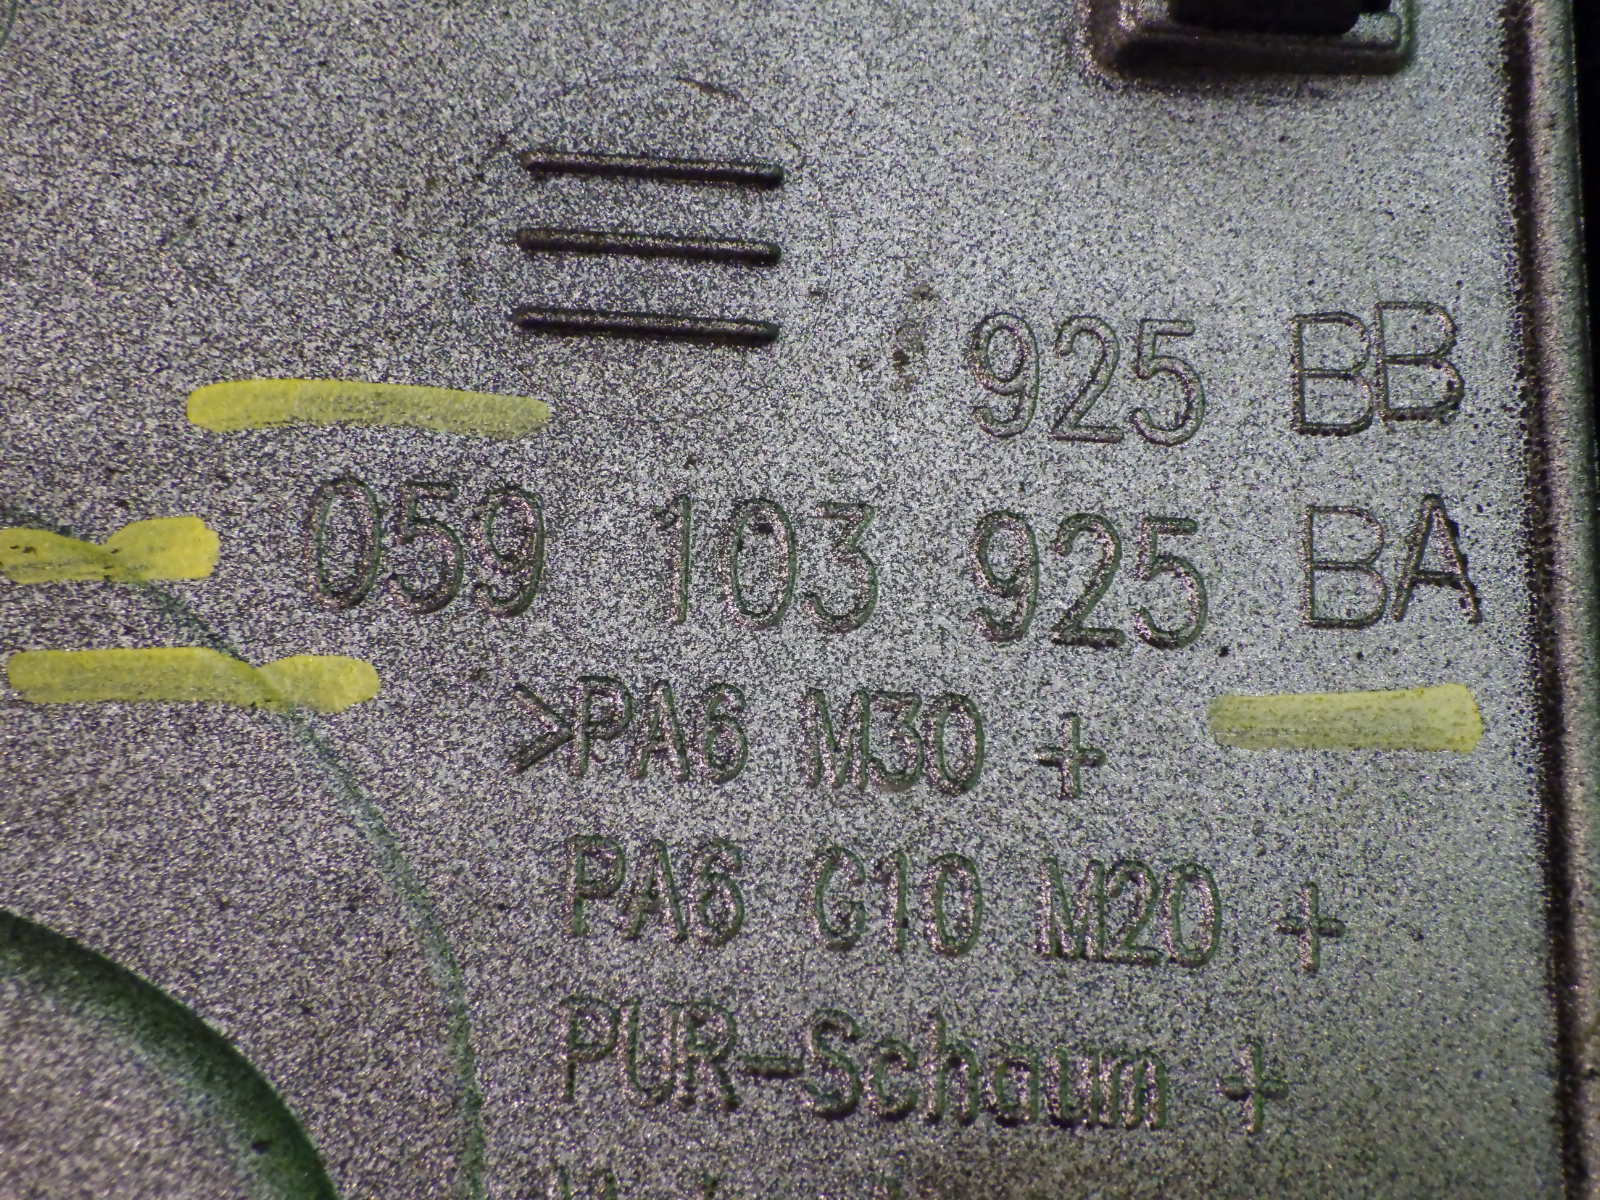 925 BB
059 103 925 BA
>PA6 M30 +
PA6 G10 M20 +
PUR-Schaum +